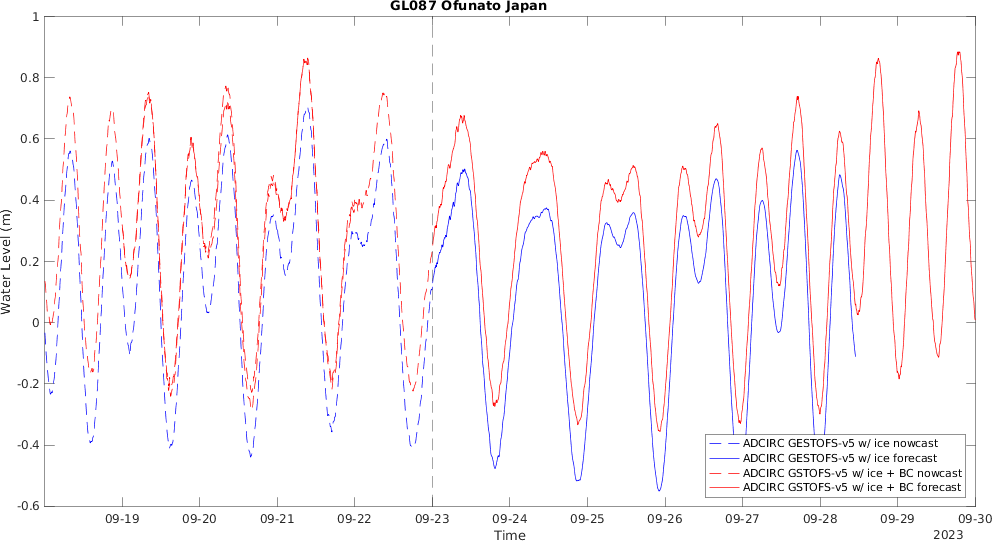 GL087 Ofunato Japan
1
0.8
0.6
0.4
0.2
0
-0.2
-0.4
-0.6
Water Level (m)
ADCIRC GESTOFS-v5 w/ ice nowcast
ADCIRC GESTOFS-v5 w/ ice forecast
ADCIRC GSTOFS-v5 w/ ice + BC nowcast
ADCIRC GSTOFS-v5 w/ ice + BC forecast
09-19 09-20 09-21 09-22 09-23 09-24 09-25 09-26 09-27 09-28 09-29 09-30
Time
2023